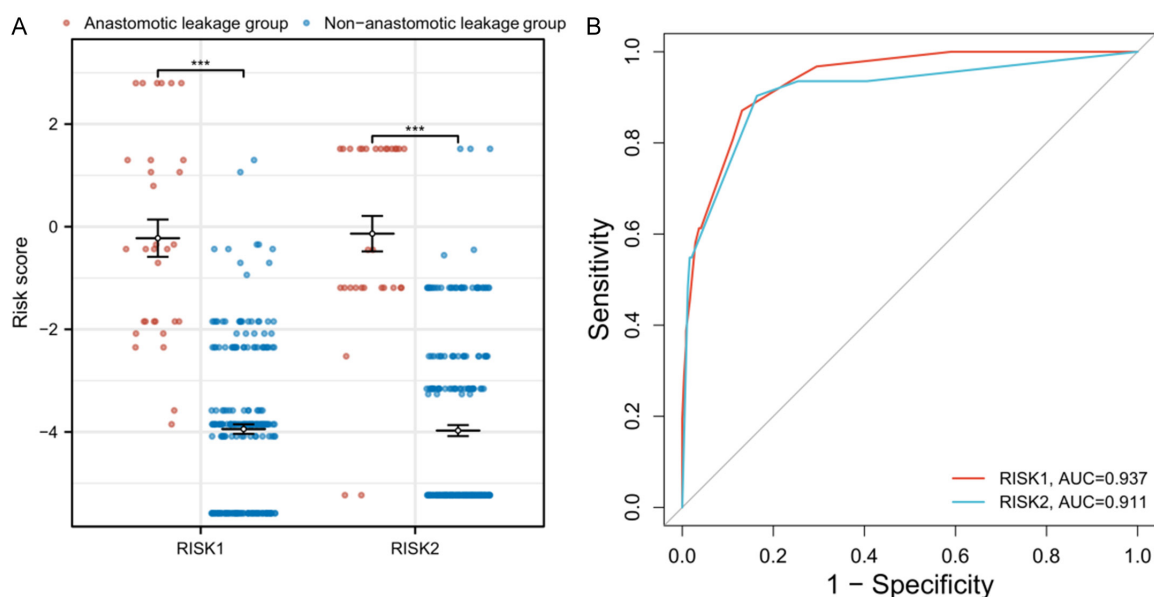 A
Anastomotic leakage group
Non-anastomotic leakage group
***
***
Risk score
2
0
−2
−4
RISK1
RISK2
B
Sensitivity
1.0
0.8
0.6
0.4
0.2
0.0
RISK1, AUC=0.937
RISK2, AUC=0.911
0.0 0.2 0.4 0.6 0.8 1.0
1 − Specificity